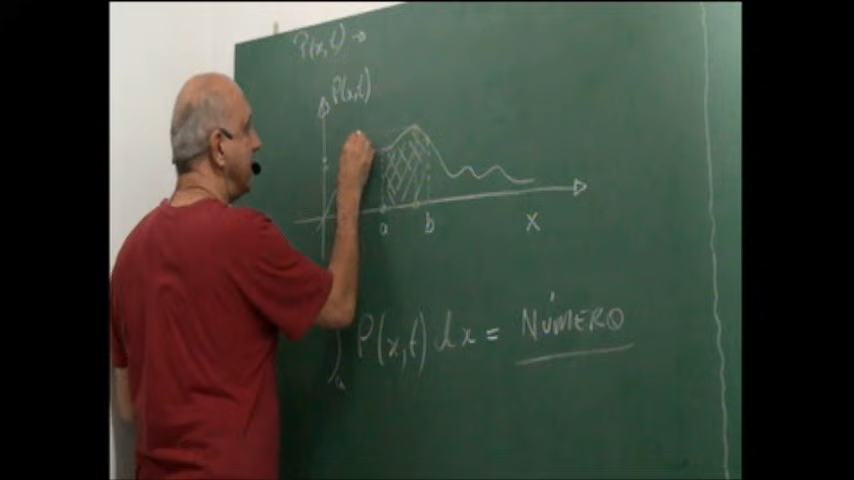 P(x,t) →
P(x,t)
a b X
∫ₐ P(x,t) dx = NÚMERO